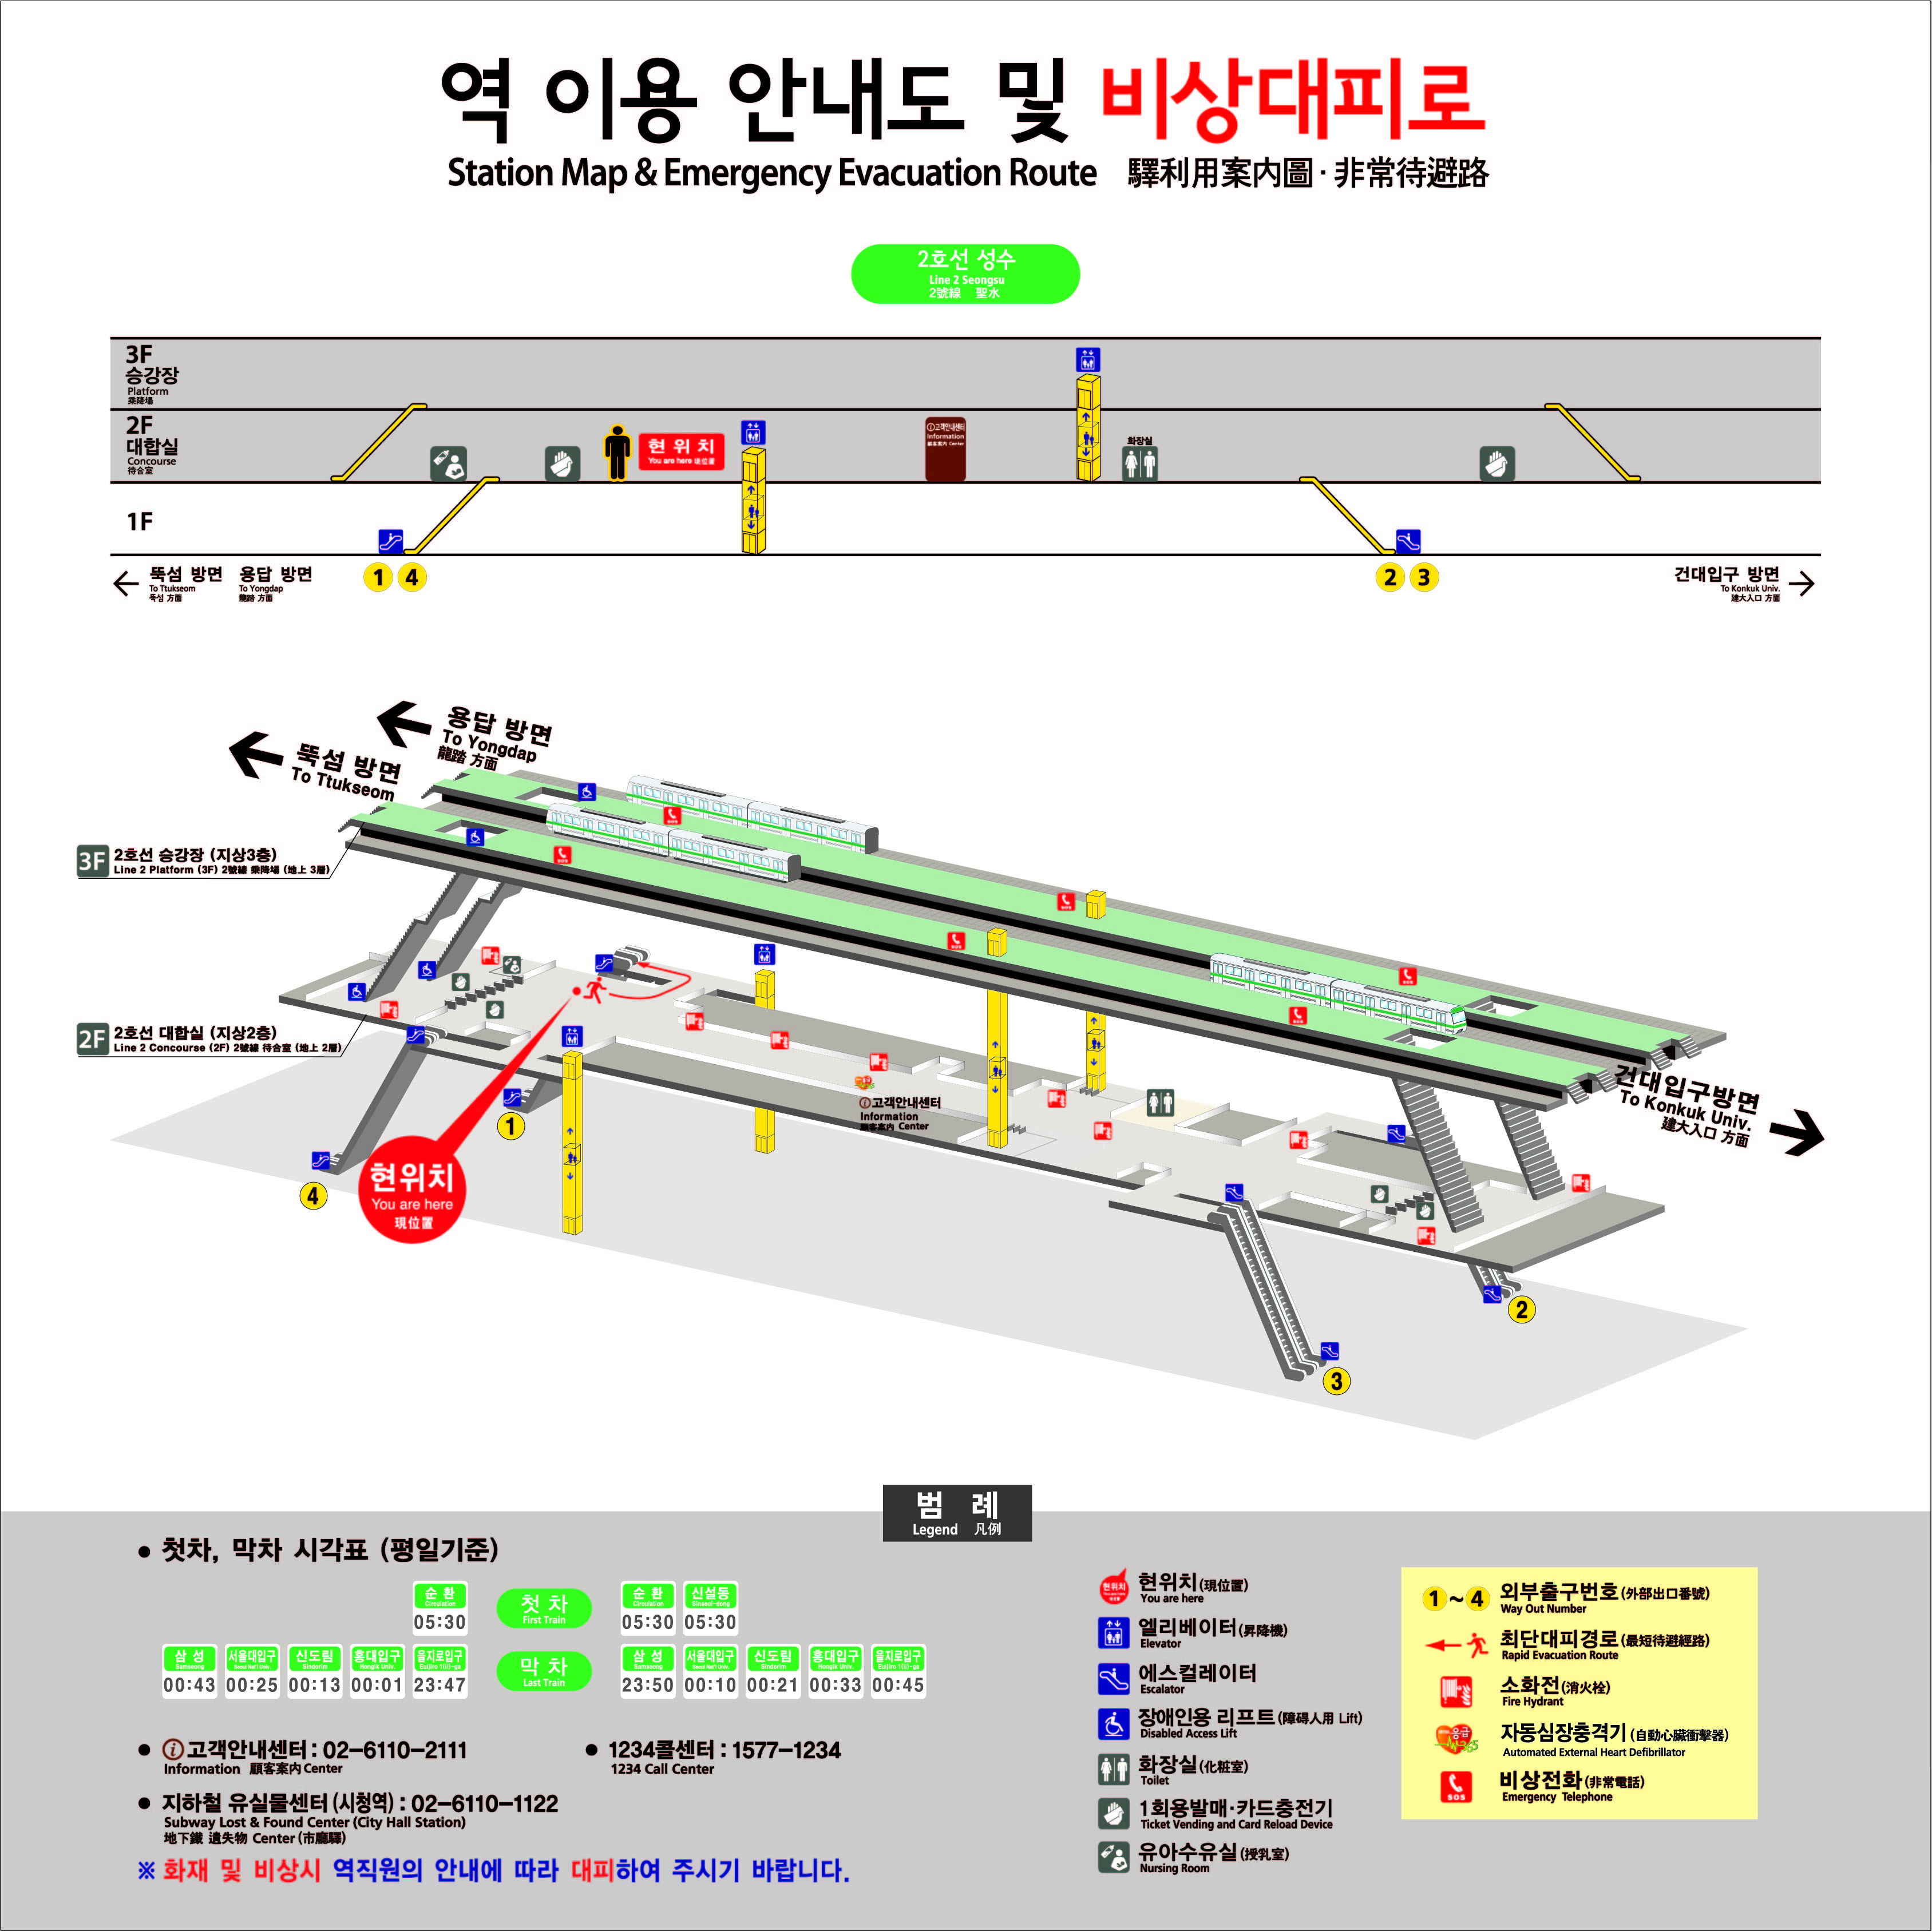 역 이용 안내도 및 비상대피로
Station Map & Emergency Evacuation Route 驛利用案內圖 · 非常待避路
2호선 성수
Line 2 Seongsu
2號線 聖水
3F
승강장
Platform
乘降場
2F
대합실
Concourse
待合室
현 위 치
You are here 現位置
ⓘ고객안내센터
Information
顧客案內 Center
화장실
1F
뚝섬 방면
To Ttukseom
뚝섬 方面
용답 방면
To Yongdap
龍踏 方面
1 4
2 3
건대입구 방면
To Konkuk Univ.
建大入口 方面
용답 방면
To Yongdap
龍踏 方面
뚝섬 방면
To Ttukseom
3F 2호선 승강장 (지상3층)
Line 2 Platform (3F) 2號線 乘降場 (地上 3層)
2F 2호선 대합실 (지상2층)
Line 2 Concourse (2F) 2號線 待合室 (地上 2層)
ⓘ고객안내센터
Information
顧客案內 Center
건대입구방면
To Konkuk Univ.
建大入口 方面
1
4
현위치
You are here
現位置
2
3
범 례
Legend 凡例
● 첫차, 막차 시각표 (평일기준)
순 환
Circulation
05:30
첫 차
First Train
순 환
Circulation
05:30
신설동
Sinseol-dong
05:30
삼 성
Samseong
00:43
서울대입구
Seoul Nat'l Univ.
00:25
신도림
Sindorim
00:13
홍대입구
Hongik Univ.
00:01
을지로입구
Euljiro 1(il)-ga
23:47
막 차
Last Train
삼 성
Samseong
23:50
서울대입구
Seoul Nat'l Univ.
00:10
신도림
Sindorim
00:21
홍대입구
Hongik Univ.
00:33
을지로입구
Euljiro 1(il)-ga
00:45
● ⓘ고객안내센터 : 02-6110-2111
Information 顧客案內 Center
● 1234콜센터 : 1577-1234
1234 Call Center
● 지하철 유실물센터 (시청역) : 02-6110-1122
Subway Lost & Found Center (City Hall Station)
地下鐵 遺失物 Center (市廳驛)
※ 화재 및 비상시 역직원의 안내에 따라 대피하여 주시기 바랍니다.
현위치
현위치(現位置)
You are here
엘리베이터(昇降機)
Elevator
에스컬레이터
Escalator
장애인용 리프트(障碍人用 Lift)
Disabled Access Lift
화장실(化粧室)
Toilet
1회용발매·카드충전기
Ticket Vending and Card Reload Device
유아수유실(授乳室)
Nursing Room
1~4 외부출구번호(外部出口番號)
Way Out Number
최단대피경로(最短待避經路)
Rapid Evacuation Route
소화전(消火栓)
Fire Hydrant
응급
365
자동심장충격기(自動心臟衝擊器)
Automated External Heart Defibrillator
SOS
비상전화(非常電話)
Emergency Telephone